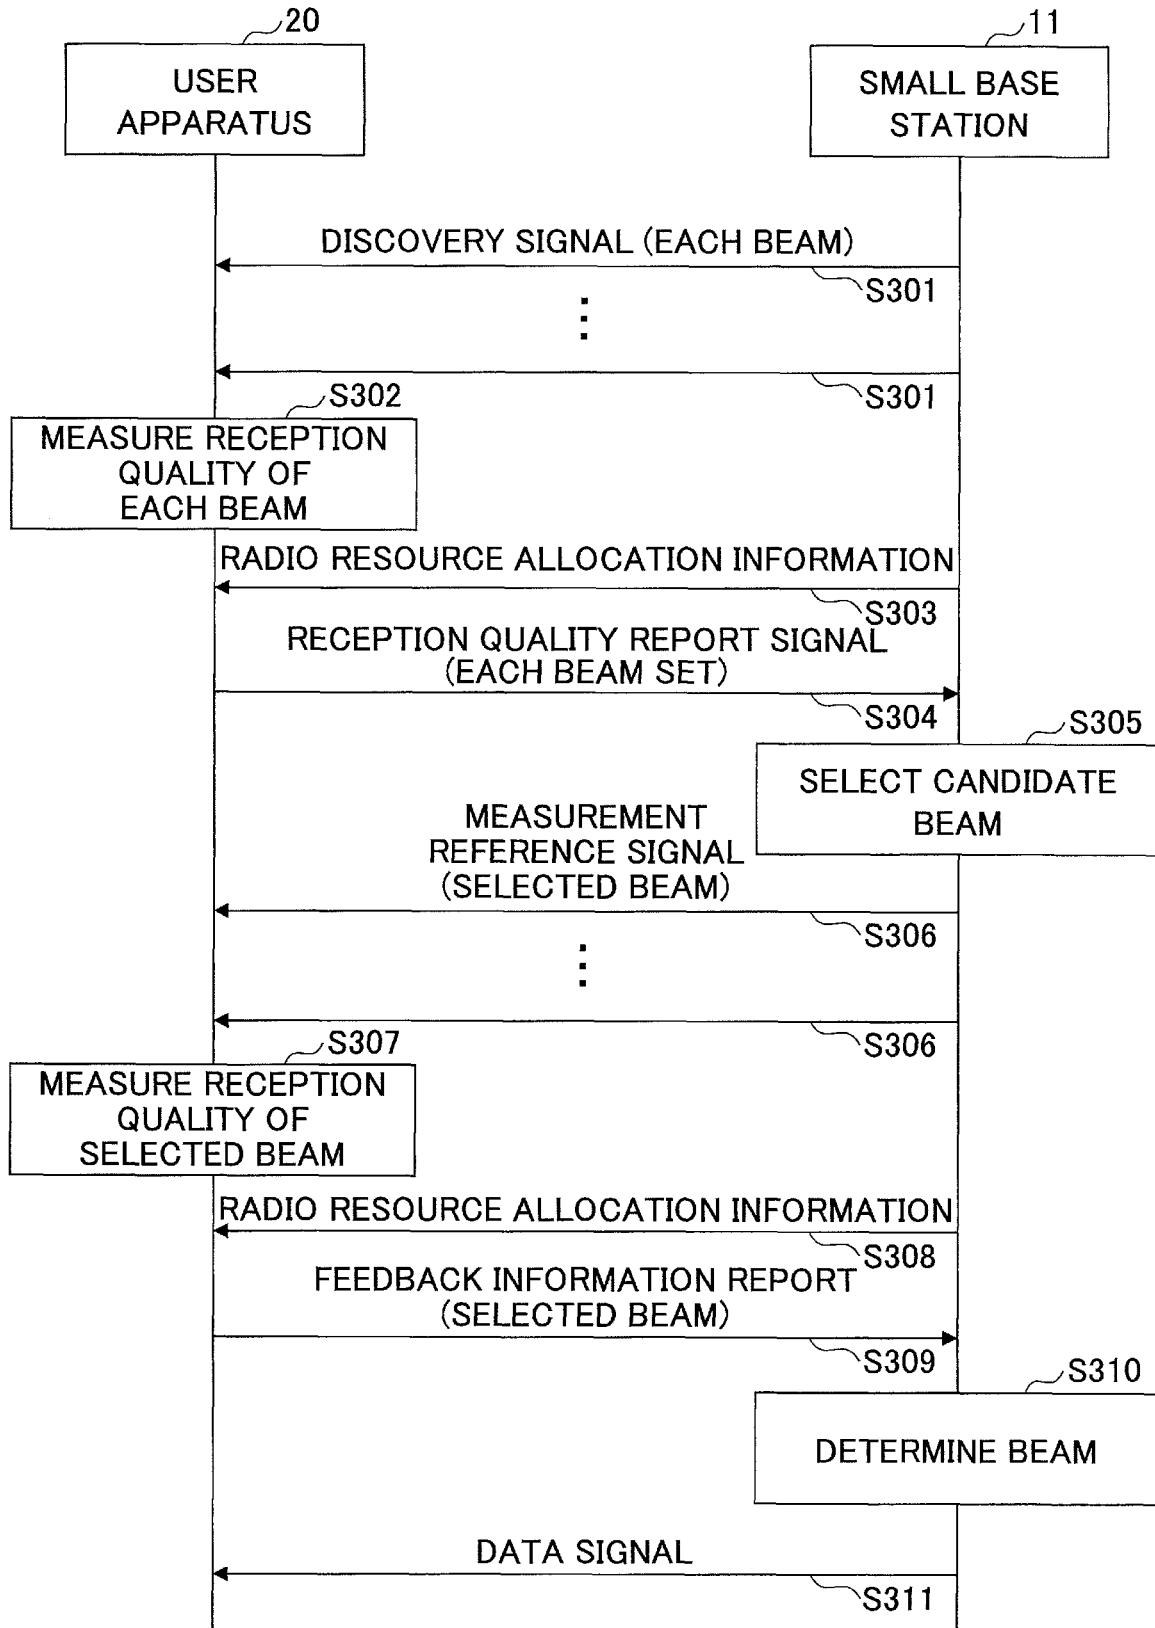 20
USER
APPARATUS
11
SMALL BASE
STATION
DISCOVERY SIGNAL (EACH BEAM)
S301
S301
S302
MEASURE RECEPTION
QUALITY OF
EACH BEAM
RADIO RESOURCE ALLOCATION INFORMATION
S303
RECEPTION QUALITY REPORT SIGNAL
(EACH BEAM SET)
S304
S305
SELECT CANDIDATE
BEAM
MEASUREMENT
REFERENCE SIGNAL
(SELECTED BEAM)
S306
S306
S307
MEASURE RECEPTION
QUALITY OF
SELECTED BEAM
RADIO RESOURCE ALLOCATION INFORMATION
S308
FEEDBACK INFORMATION REPORT
(SELECTED BEAM)
S309
S310
DETERMINE BEAM
DATA SIGNAL
S311